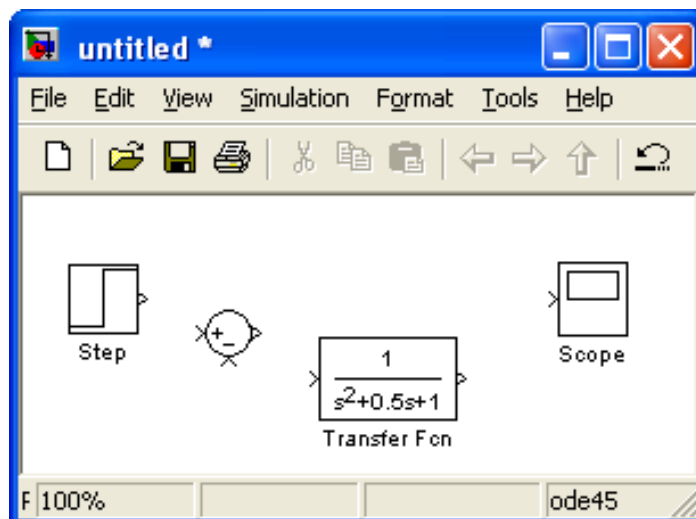 untitled *
File Edit View Simulation Format Tools Help
Step
+
−
1
s²+0.5s+1
Transfer Fcn
Scope
F 100% ode45